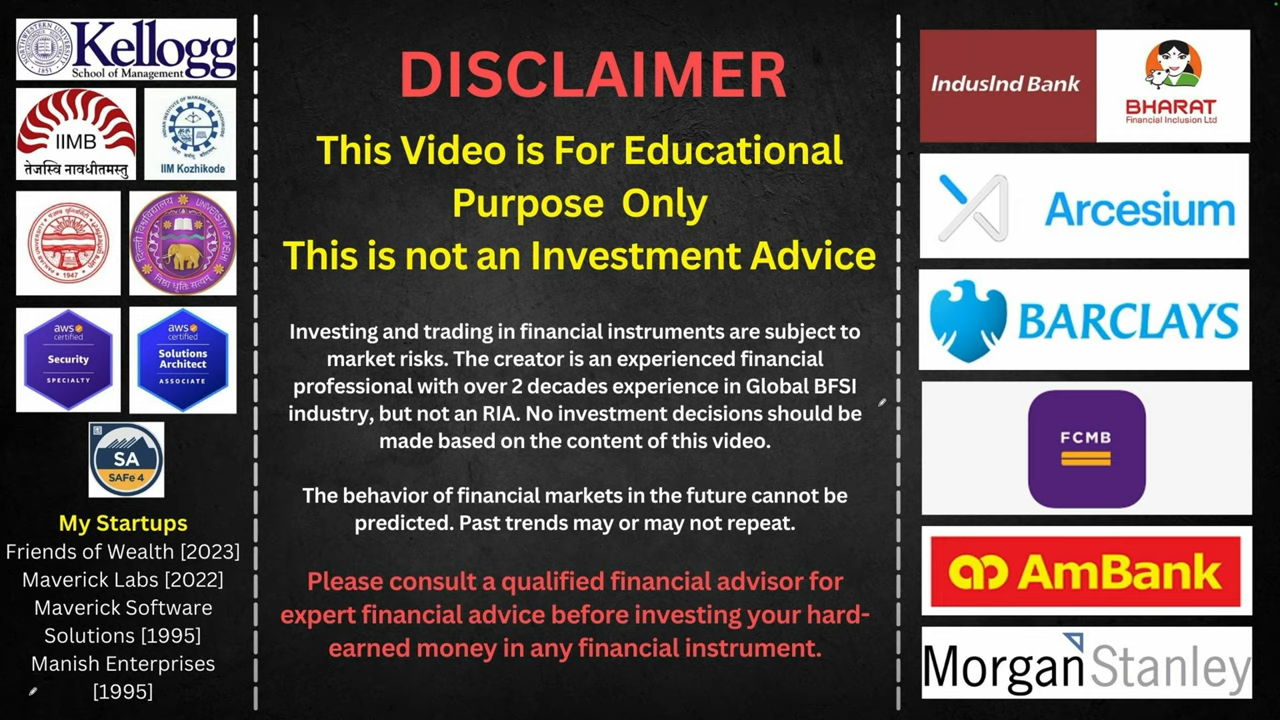 Kellogg
School of Management
IIMB
तेजस्वि नावधीतमस्तु
IIM Kozhikode
1947
aws
certified
Security
SPECIALTY
aws
certified
Solutions
Architect
ASSOCIATE
SA
SAFe 4
My Startups
Friends of Wealth [2023]
Maverick Labs [2022]
Maverick Software
Solutions [1995]
Manish Enterprises
[1995]
DISCLAIMER
This Video is For Educational
Purpose Only
This is not an Investment Advice
Investing and trading in financial instruments are subject to
market risks. The creator is an experienced financial
professional with over 2 decades experience in Global BFSI
industry, but not an RIA. No investment decisions should be
made based on the content of this video.
The behavior of financial markets in the future cannot be
predicted. Past trends may or may not repeat.
Please consult a qualified financial advisor for
expert financial advice before investing your hard-
earned money in any financial instrument.
IndusInd Bank
BHARAT
Financial Inclusion Ltd
Arcesium
BARCLAYS
FCMB
AmBank
Morgan Stanley